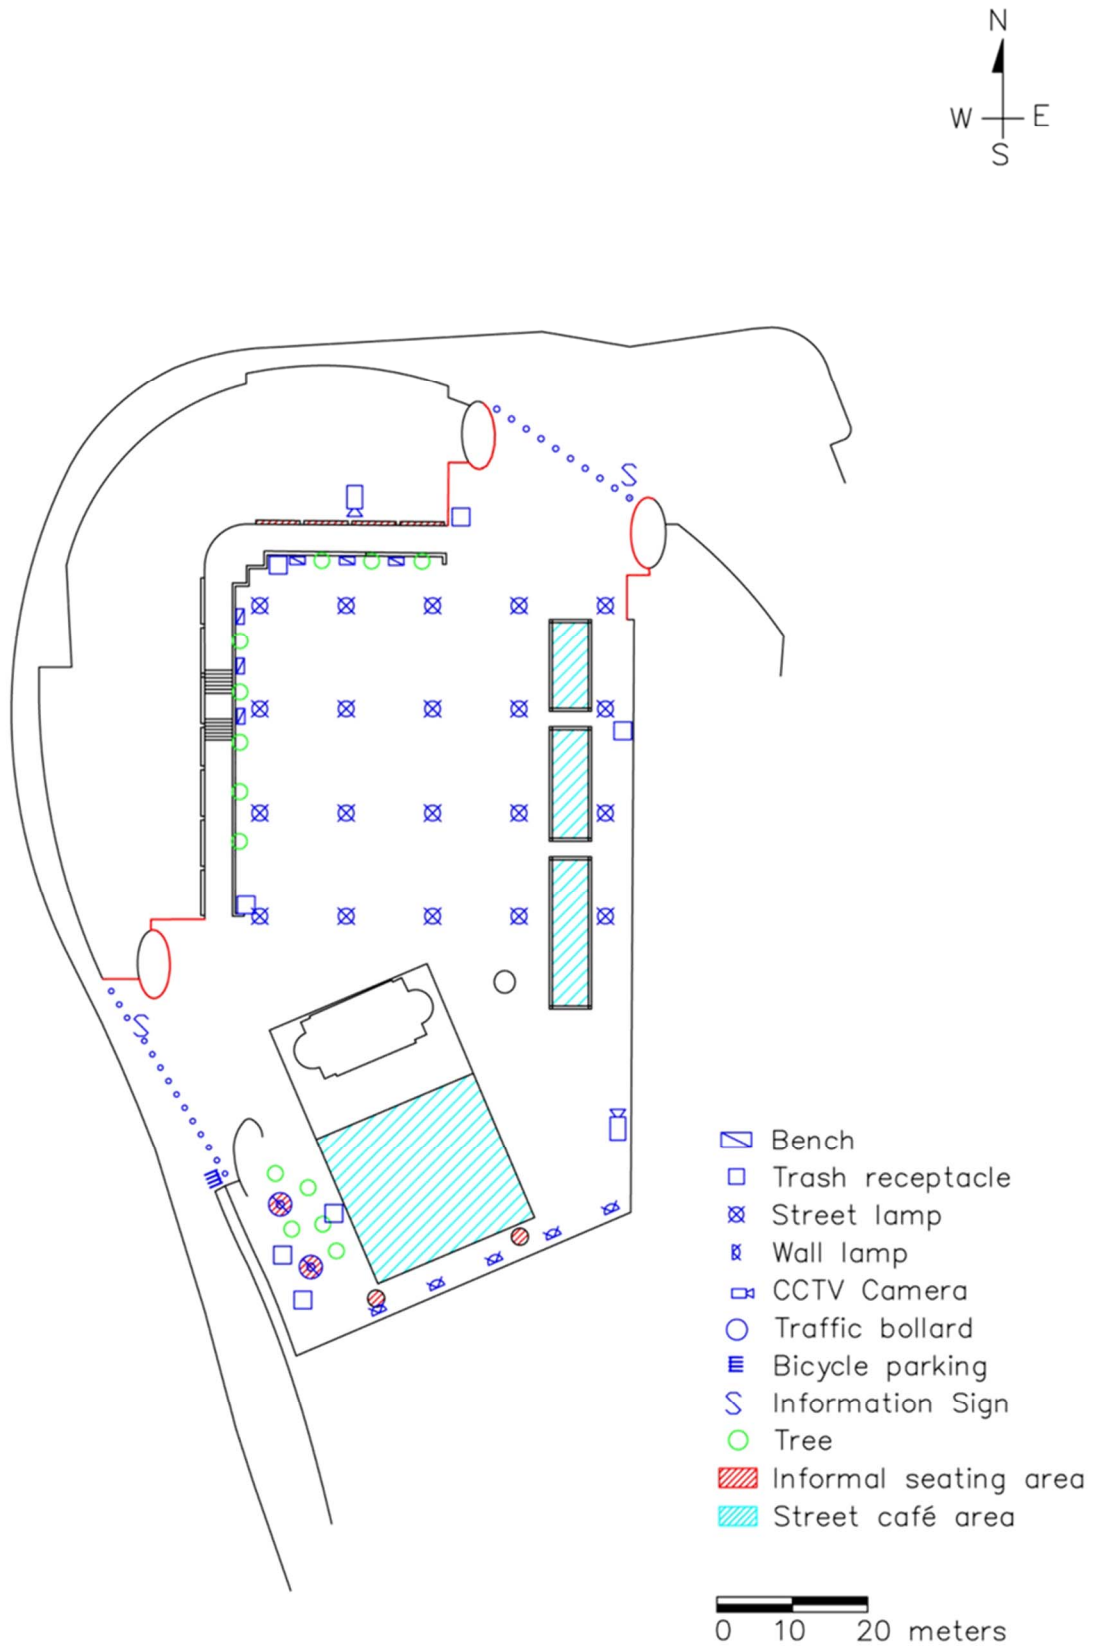 N
W E
S
S
S
Bench
Trash receptacle
Street lamp
Wall lamp
CCTV Camera
Traffic bollard
Bicycle parking
S Information Sign
Tree
Informal seating area
Street café area
0 10 20 meters